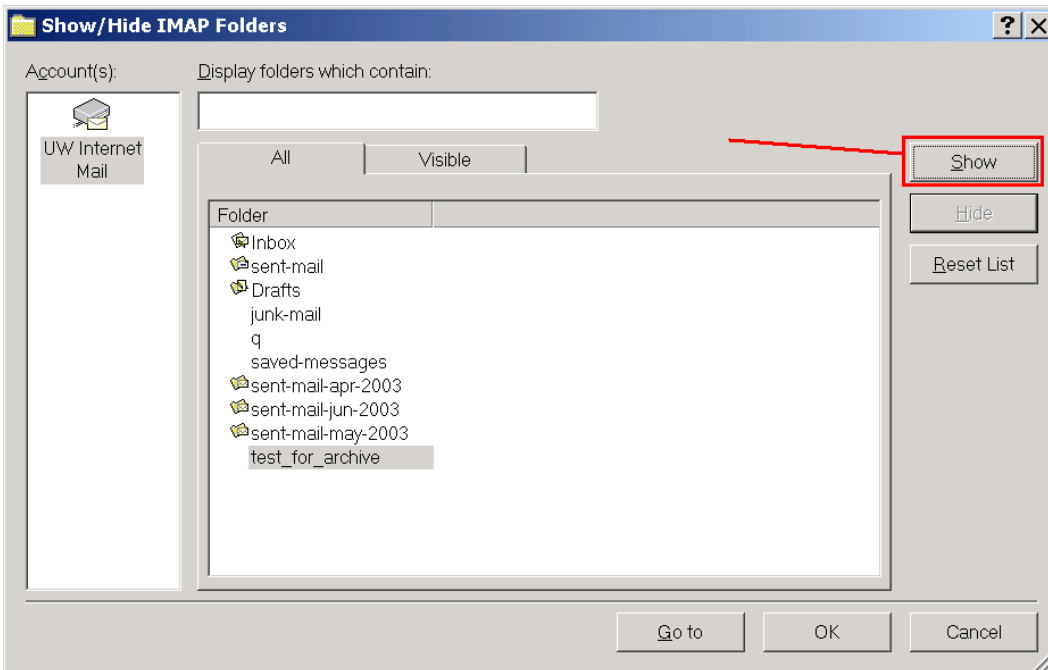 Show/Hide IMAP Folders
Account(s):
Display folders which contain:
UW Internet
Mail
All
Visible
Show
Hide
Reset List
Folder
Inbox
sent-mail
Drafts
junk-mail
q
saved-messages
sent-mail-apr-2003
sent-mail-jun-2003
sent-mail-may-2003
test_for_archive
Go to
OK
Cancel